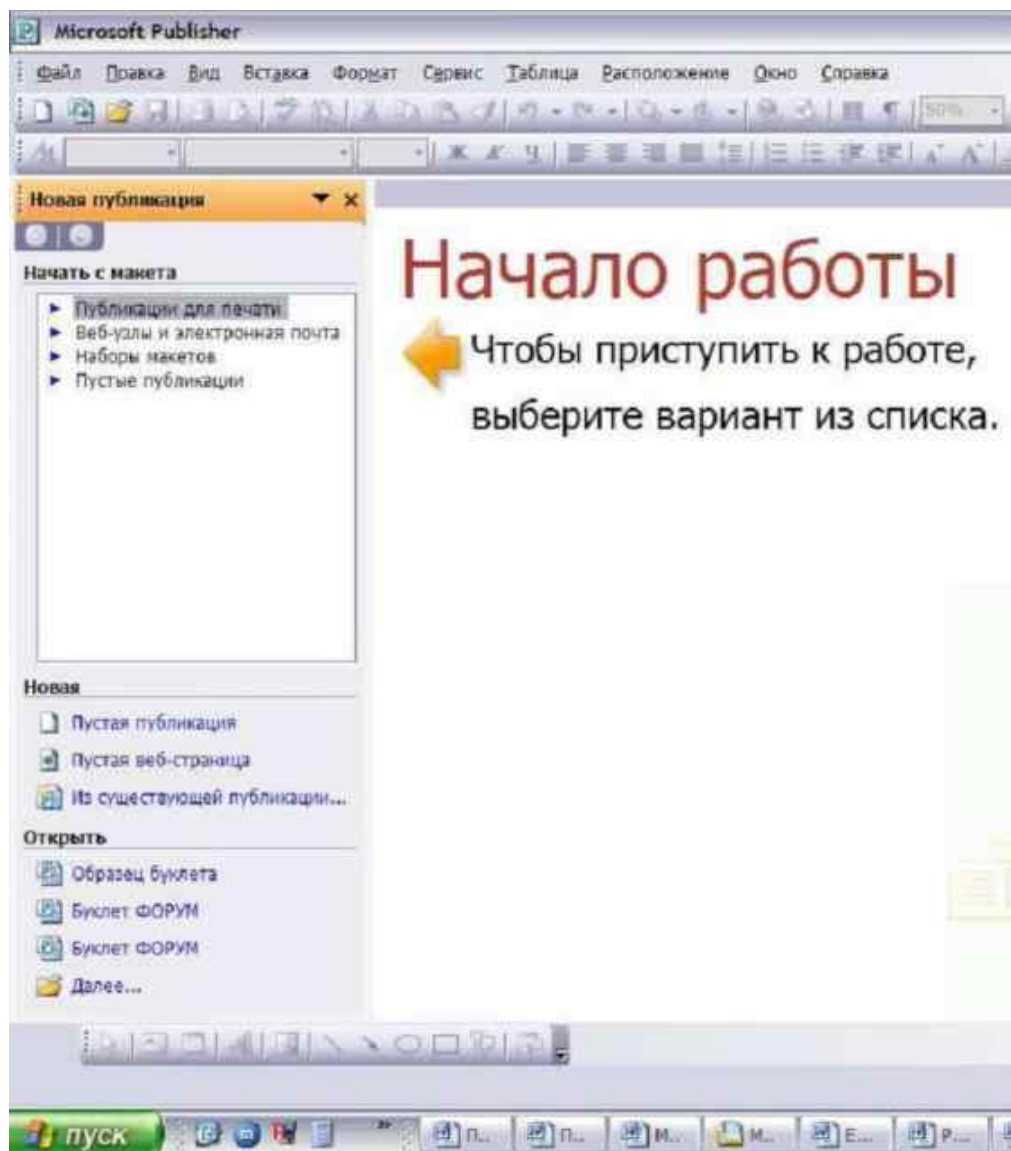 Microsoft Publisher
Файл Правка Вид Вставка Формат Сервис Таблица Расположение Окно Справка
50%
Ж К Ч
Новая публикация
Начать с макета
Публикации для печати
Веб-узлы и электронная почта
Наборы макетов
Пустые публикации
Начало работы
Чтобы приступить к работе,
выберите вариант из списка.
Новая
Пустая публикация
Пустая веб-страница
Из существующей публикации...
Открыть
Образец буклета
Буклет ФОРУМ
Буклет ФОРУМ
Далее...
пуск П... П... М... М... Е... Р...